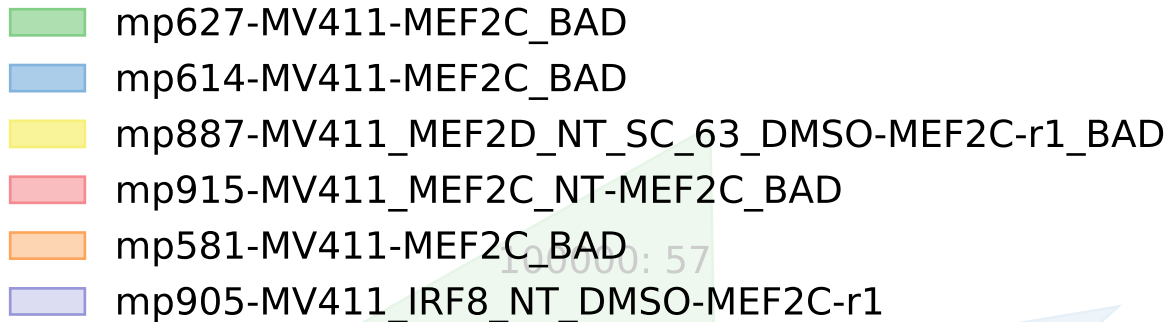 mp627-MV411-MEF2C_BAD
mp614-MV411-MEF2C_BAD
mp887-MV411_MEF2D_NT_SC_63_DMSO-MEF2C-r1_BAD
mp915-MV411_MEF2C_NT-MEF2C_BAD
mp581-MV411-MEF2C_BAD
100000: 57
mp905-MV411_IRF8_NT_DMSO-MEF2C-r1